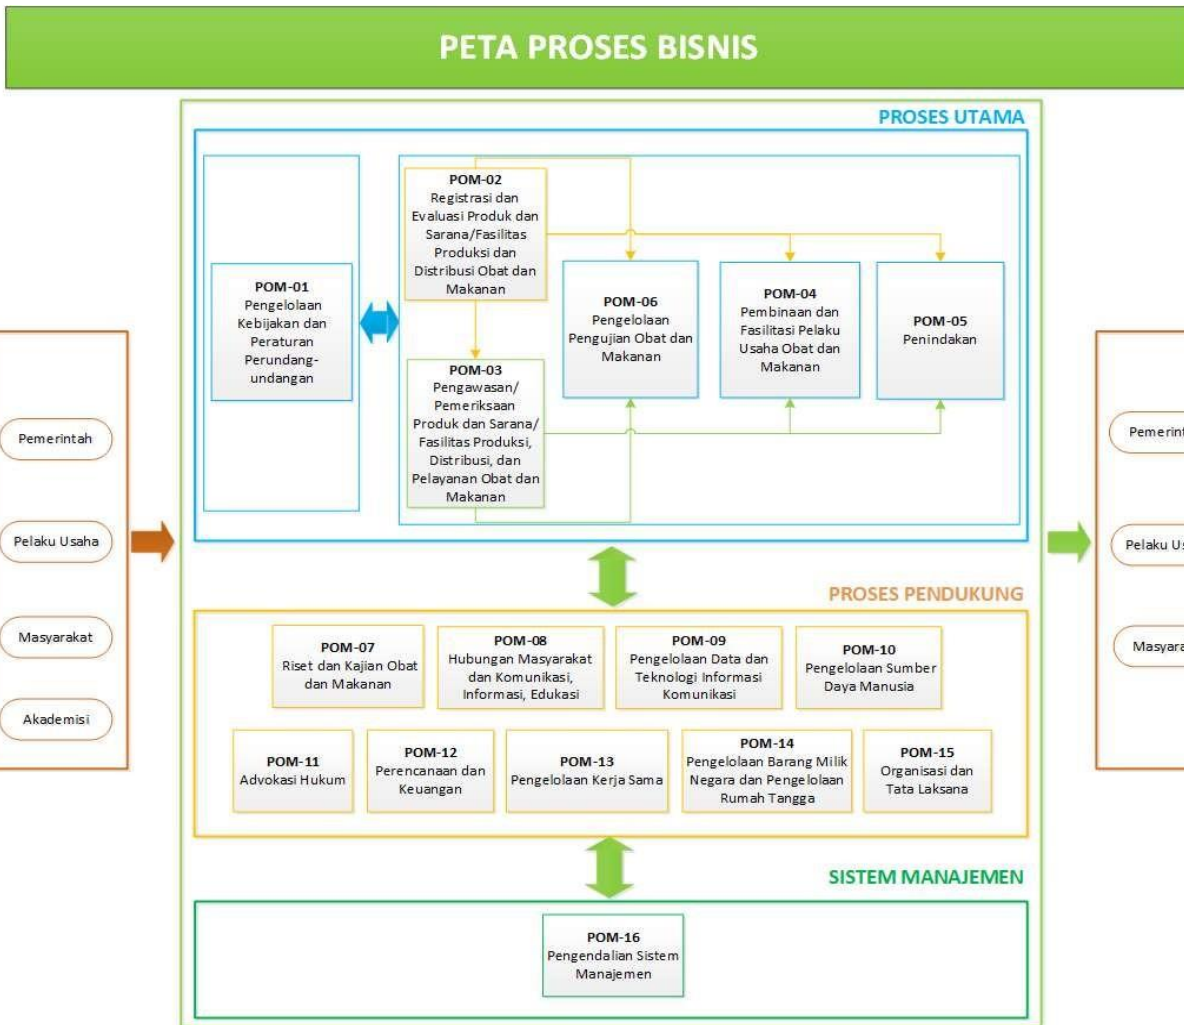 PETA PROSES BISNIS
PROSES UTAMA
POM-01
Pengelolaan
Kebijakan dan
Peraturan
Perundang-
undangan
POM-02
Registrasi dan
Evaluasi Produk dan
Sarana/Fasilitas
Produksi dan
Distribusi Obat dan
Makanan
POM-03
Pengawasan/
Pemeriksaan
Produk dan Sarana/
Fasilitas Produksi,
Distribusi, dan
Pelayanan Obat dan
Makanan
POM-06
Pengelolaan
Pengujian Obat dan
Makanan
POM-04
Pembinaan dan
Fasilitasi Pelaku
Usaha Obat dan
Makanan
POM-05
Penindakan
Pemerintah
Pelaku Usaha
Masyarakat
Akademisi
PROSES PENDUKUNG
POM-07
Riset dan Kajian Obat
dan Makanan
POM-08
Hubungan Masyarakat
dan Komunikasi,
Informasi, Edukasi
POM-09
Pengelolaan Data dan
Teknologi Informasi
Komunikasi
POM-10
Pengelolaan Sumber
Daya Manusia
POM-11
Advokasi Hukum
POM-12
Perencanaan dan
Keuangan
POM-13
Pengelolaan Kerja Sama
POM-14
Pengelolaan Barang Milik
Negara dan Pengelolaan
Rumah Tangga
POM-15
Organisasi dan
Tata Laksana
SISTEM MANAJEMEN
POM-16
Pengendalian Sistem
Manajemen
Pelaku